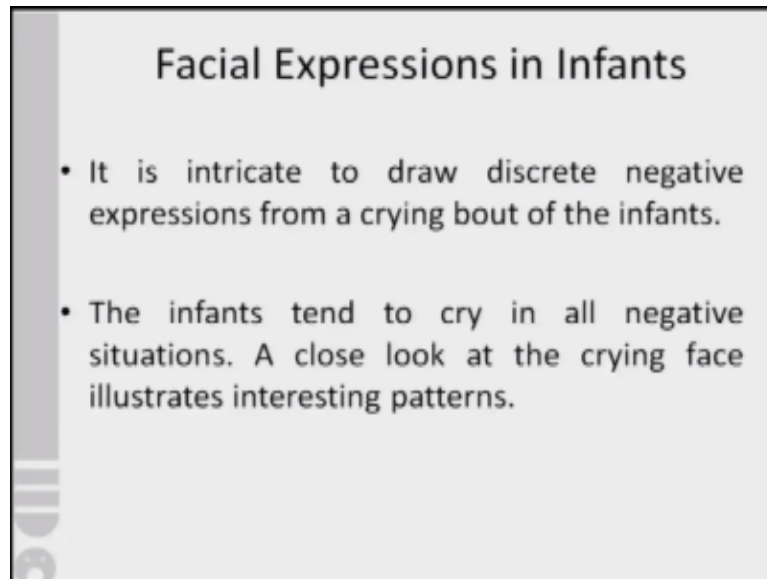 Facial Expressions in Infants
• It is intricate to draw discrete negative
expressions from a crying bout of the infants.
• The infants tend to cry in all negative
situations. A close look at the crying face
illustrates interesting patterns.